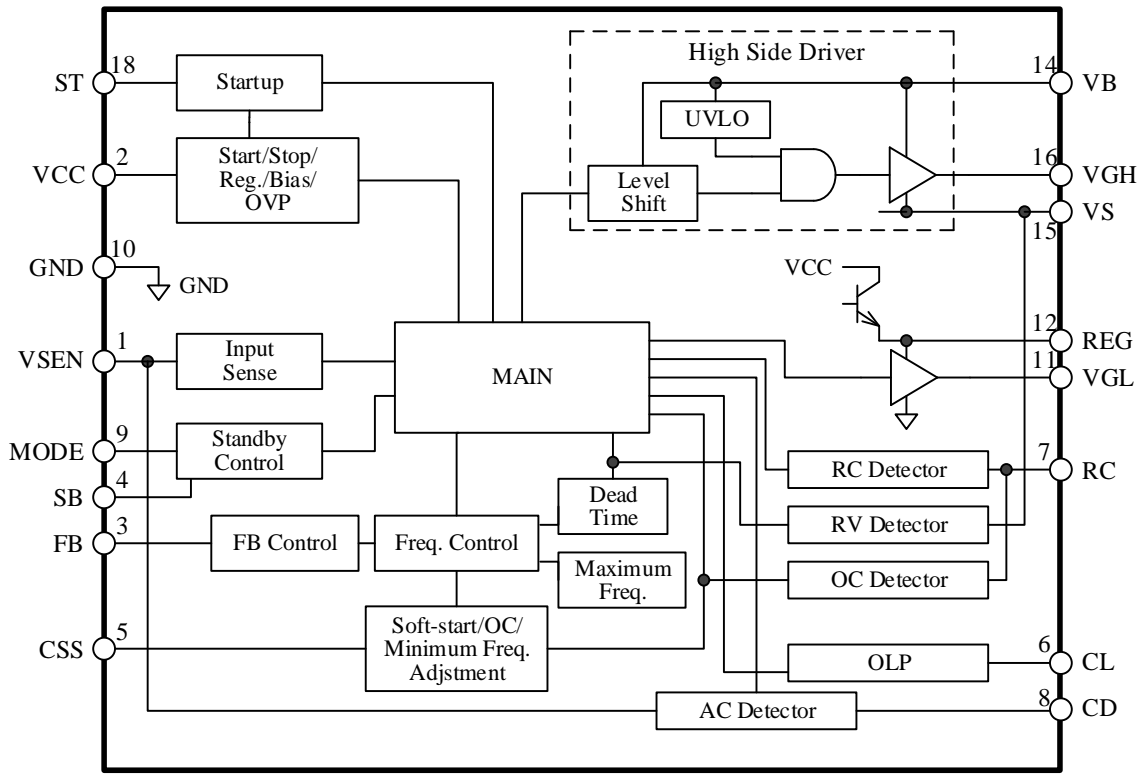 High Side Driver
18
ST
Startup
14
VB
UVLO
2
VCC
Start/Stop/
Reg./Bias/
OVP
16
VGH
Level
Shift
VS
15
10
GND
GND
VCC
1
VSEN
Input
Sense
MAIN
12
REG
11
VGL
9
MODE
Standby
Control
4
SB
7
RC
RC Detector
3
FB
FB Control
Freq. Control
Dead
Time
RV Detector
Maximum
Freq.
OC Detector
5
CSS
Soft-start/OC/
Minimum Freq.
Adjstment
OLP
6
CL
AC Detector
8
CD